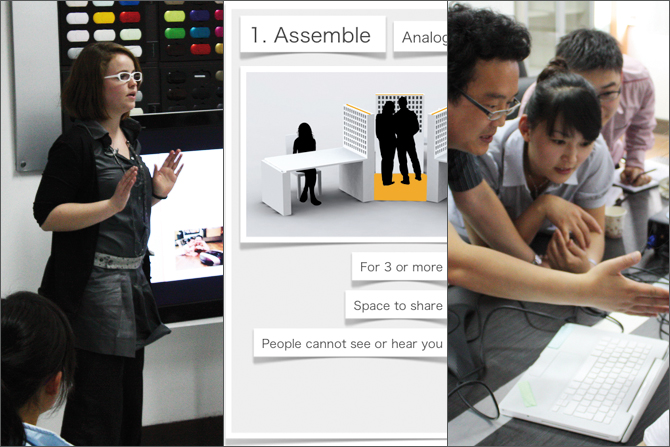 1. Assemble
Analog
For 3 or more
Space to share
People cannot see or hear you